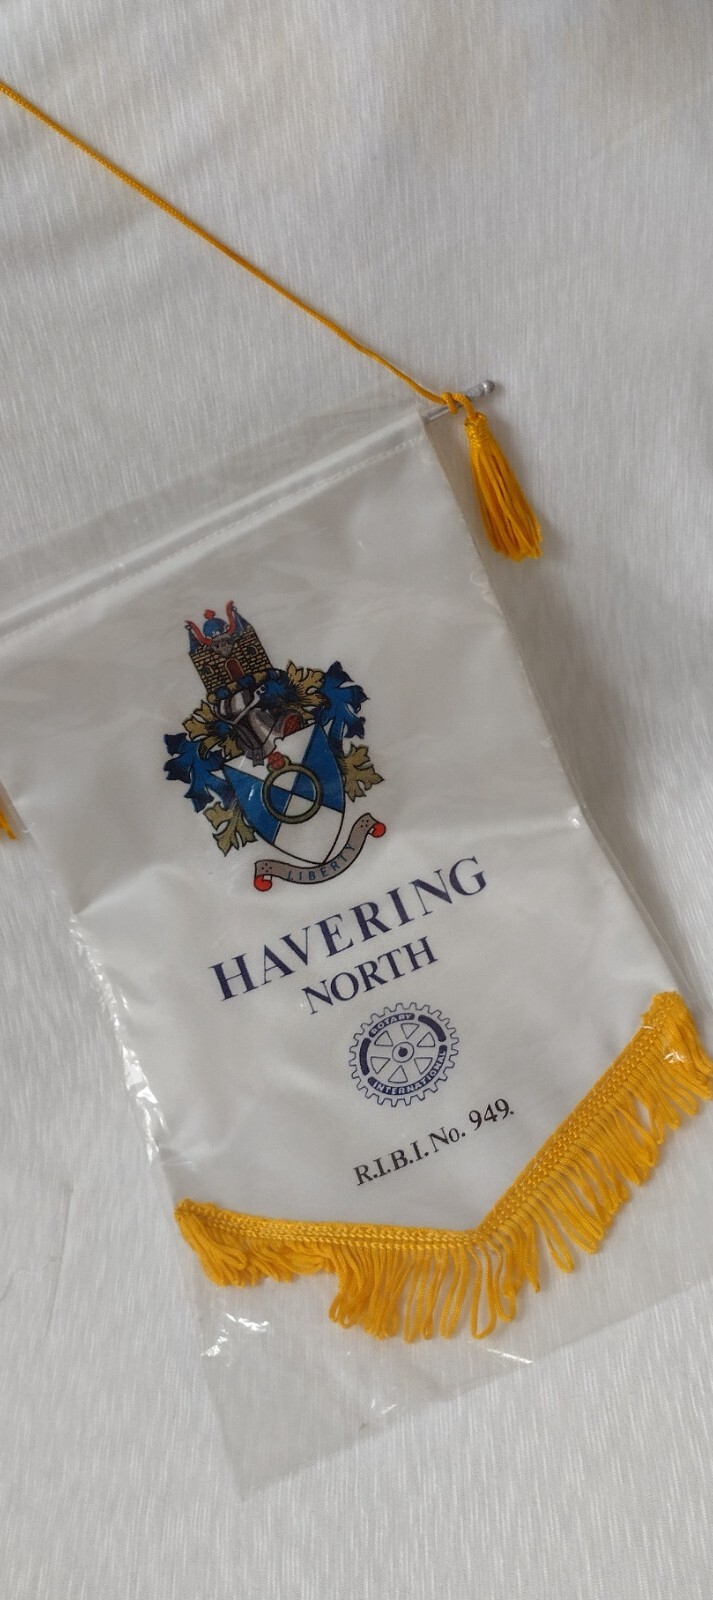 LIBERTY
HAVERING
NORTH
ROTARY
INTERNATIONAL
R.I.B.I. No. 949.